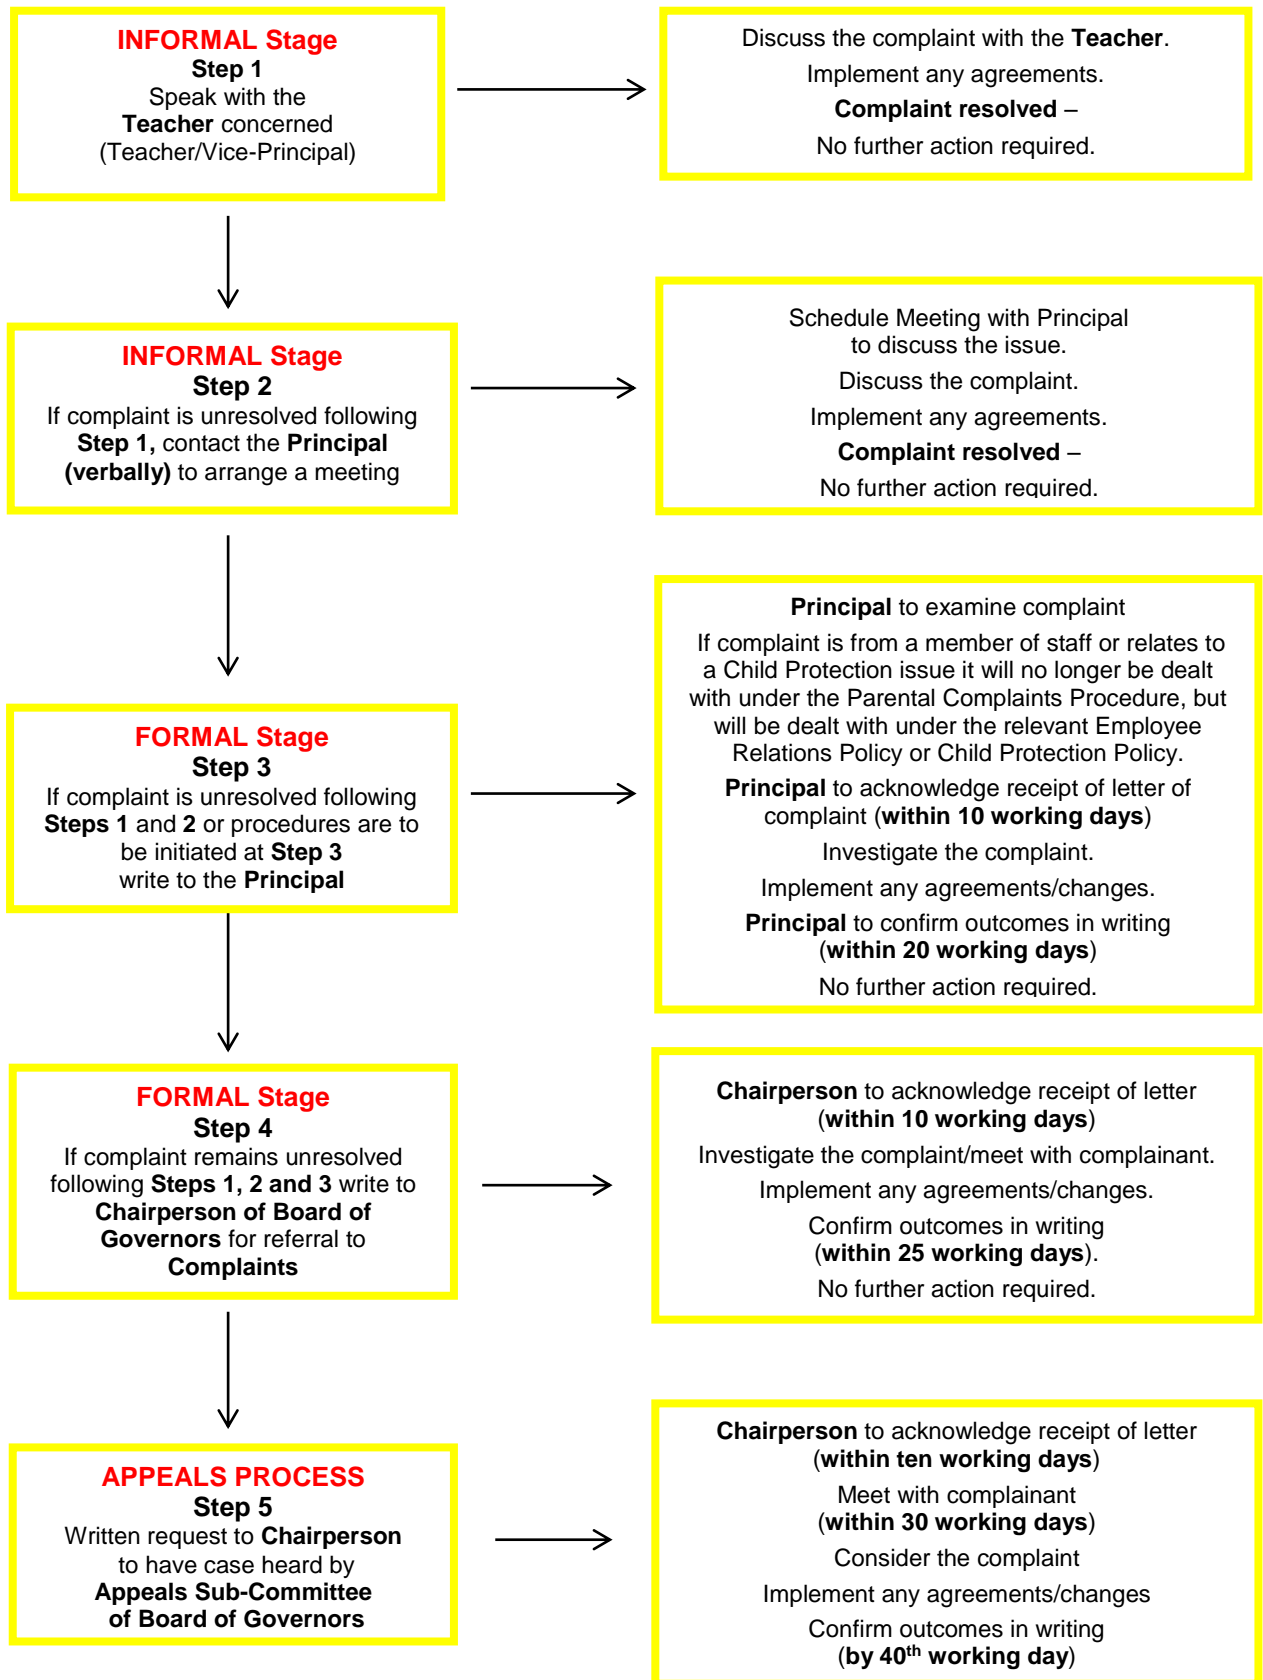 INFORMAL Stage
Step 1
Speak with the
Teacher concerned
(Teacher/Vice-Principal)
Discuss the complaint with the Teacher.
Implement any agreements.
Complaint resolved –
No further action required.
INFORMAL Stage
Step 2
If complaint is unresolved following
Step 1, contact the Principal
(verbally) to arrange a meeting
Schedule Meeting with Principal
to discuss the issue.
Discuss the complaint.
Implement any agreements.
Complaint resolved –
No further action required.
FORMAL Stage
Step 3
If complaint is unresolved following
Steps 1 and 2 or procedures are to
be initiated at Step 3
write to the Principal
Principal to examine complaint
If complaint is from a member of staff or relates to
a Child Protection issue it will no longer be dealt
with under the Parental Complaints Procedure, but
will be dealt with under the relevant Employee
Relations Policy or Child Protection Policy.
Principal to acknowledge receipt of letter of
complaint (within 10 working days)
Investigate the complaint.
Implement any agreements/changes.
Principal to confirm outcomes in writing
(within 20 working days)
No further action required.
FORMAL Stage
Step 4
If complaint remains unresolved
following Steps 1, 2 and 3 write to
Chairperson of Board of
Governors for referral to
Complaints
Chairperson to acknowledge receipt of letter
(within 10 working days)
Investigate the complaint/meet with complainant.
Implement any agreements/changes.
Confirm outcomes in writing
(within 25 working days).
No further action required.
APPEALS PROCESS
Step 5
Written request to Chairperson
to have case heard by
Appeals Sub-Committee
of Board of Governors
Chairperson to acknowledge receipt of letter
(within ten working days)
Meet with complainant
(within 30 working days)
Consider the complaint
Implement any agreements/changes
Confirm outcomes in writing
(by 40th working day)